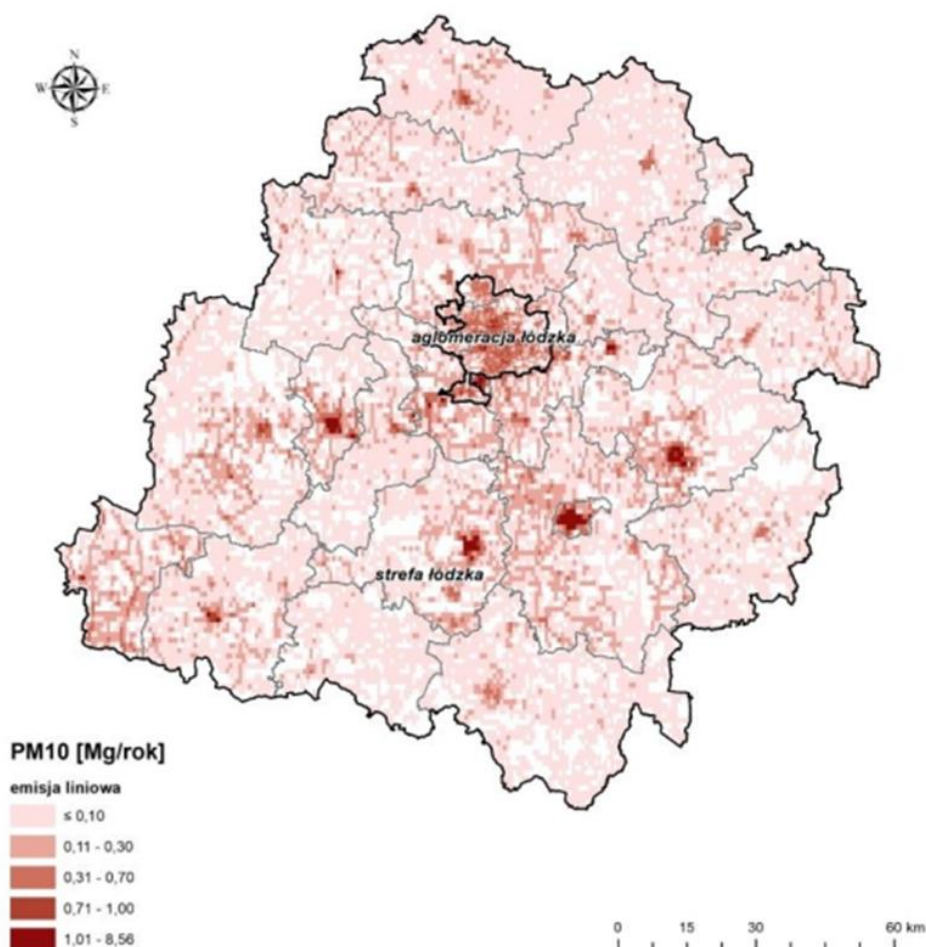 N
W E
S
aglomeracja łódzka
strefa łódzka
PM10 [Mg/rok]
emisja liniowa
≤ 0,10
0,11 - 0,30
0,31 - 0,70
0,71 - 1,00
1,01 - 8,56
0 15 30 60 km